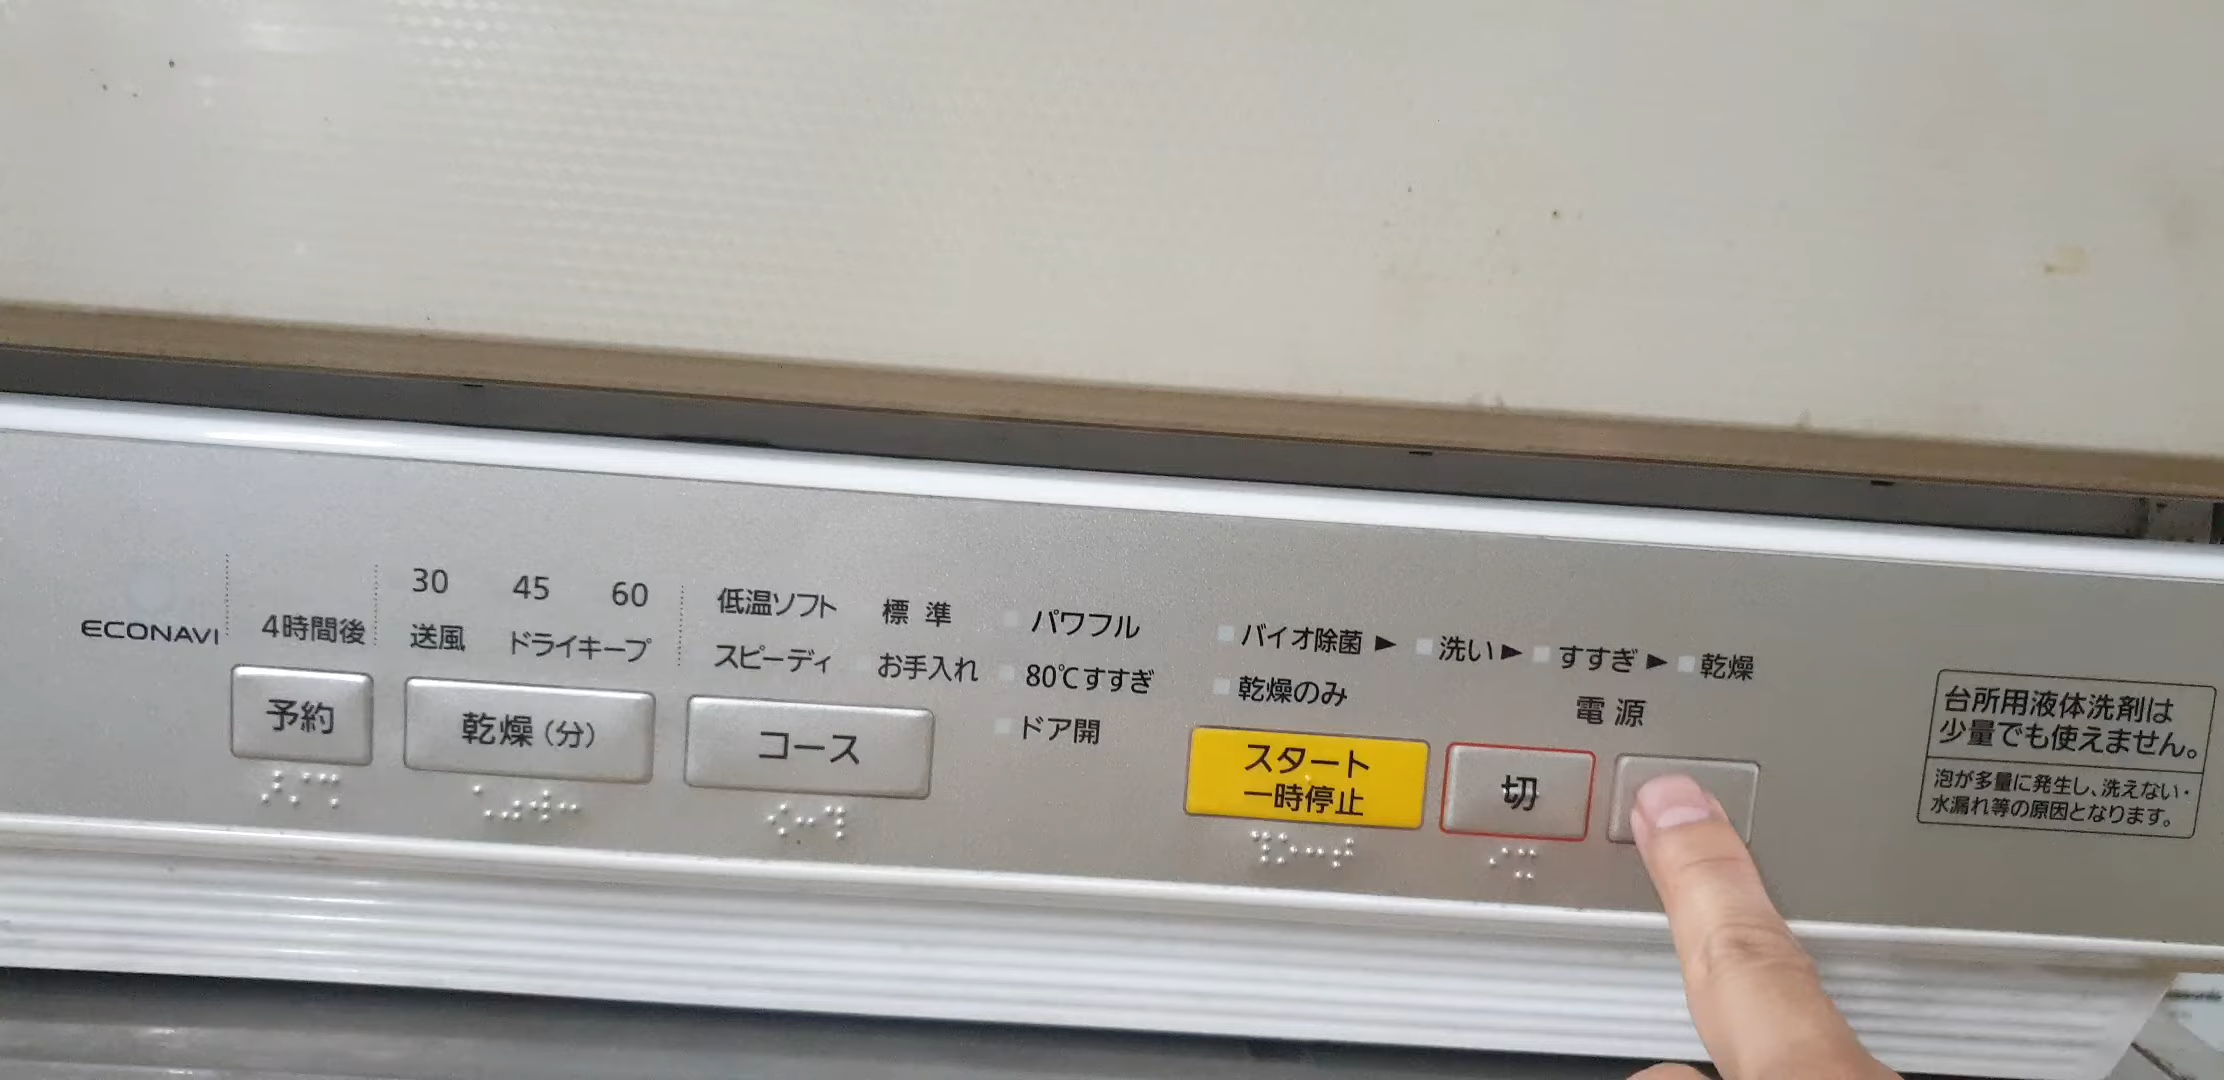 ECONAVI
4時間後
予約
30 45 60
送風 ドライキープ
乾燥（分）
低温ソフト 標準 パワフル
スピーディ お手入れ 80℃すすぎ
ドア開
コース
バイオ除菌 ▶ 洗い ▶ すすぎ ▶ 乾燥
乾燥のみ
電源
スタート
一時停止
切
台所用液体洗剤は
少量でも使えません。
泡が多量に発生し、洗えない・
水漏れ等の原因となります。